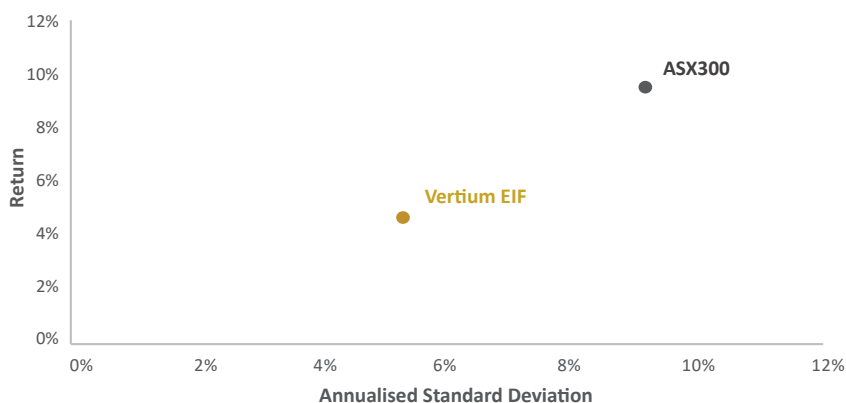 12%
10%
8%
6%
4%
2%
0%
Return
ASX300
Vertium EIF
0% 2% 4% 6% 8% 10% 12%
Annualised Standard Deviation